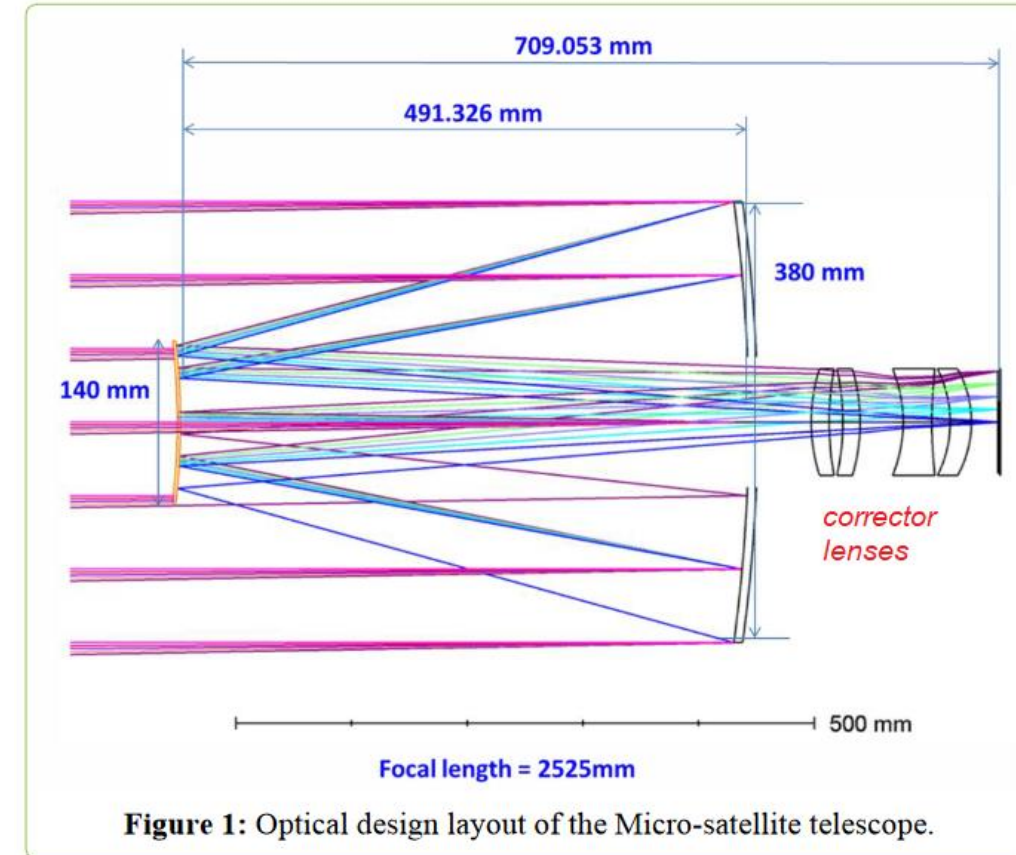 709.053 mm
491.326 mm
380 mm
140 mm
corrector
lenses
500 mm
Focal length = 2525mm
Figure 1: Optical design layout of the Micro-satellite telescope.